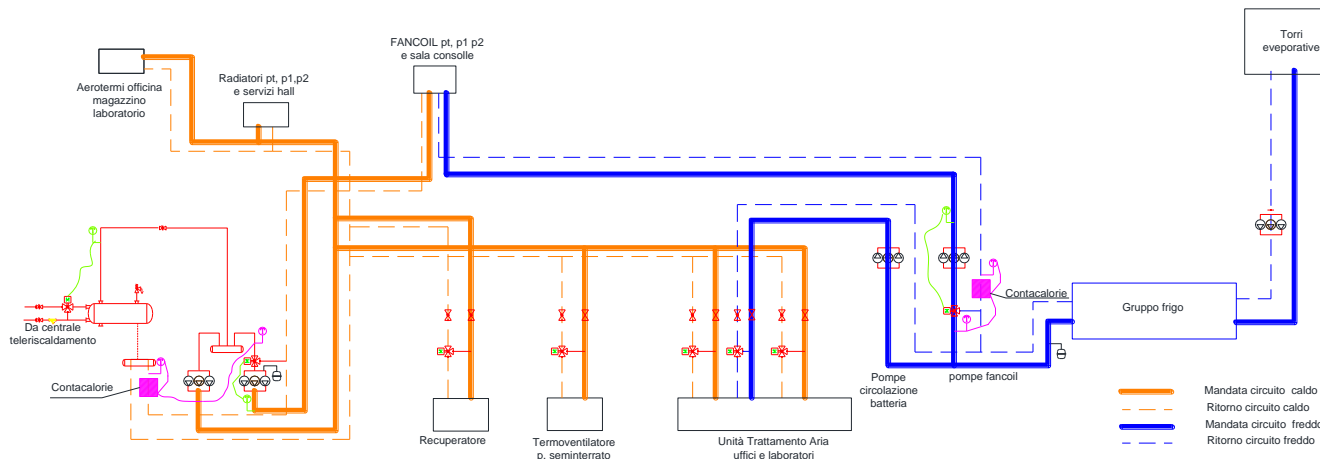 Torri
eveporative
FANCOIL pt, p1 p2
e sala consolle
Radiatori pt, p1,p2
e servizi hall
Aerotermi officina
magazzino
laboratorio
Da centrale
teleriscaldamento
Contacalorie
Contacalorie
Gruppo frigo
Pompe
circolazione
batteria
pompe fancoil
Recuperatore
Termoventilatore
p. seminterrato
Unità Trattamento Aria
uffici e laboratori
Mandata circuito caldo
Ritorno circuito caldo
Mandata circuito freddo
Ritorno circuito freddo